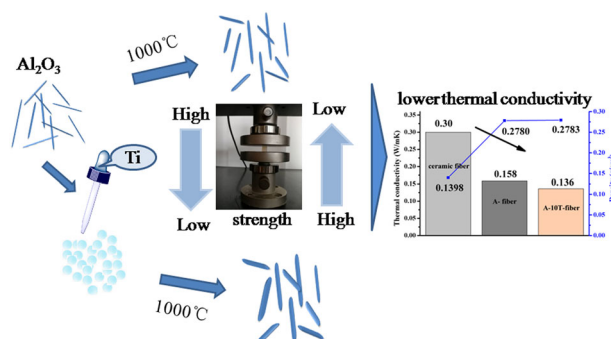 Al₂O₃
1000℃
Ti
High
Low
strength
Low
High
1000℃
lower thermal conductivity
Thermal conductivity (W/mK)
0.35
0.30
0.25
0.20
0.15
0.10
0.05
0.00
0.30
0.2780
0.2783
ceramic fiber
0.1398
0.158
0.136
A- fiber
A-10T-fiber
0.30
0.25
0.20
0.15
0.10
0.05
0.00